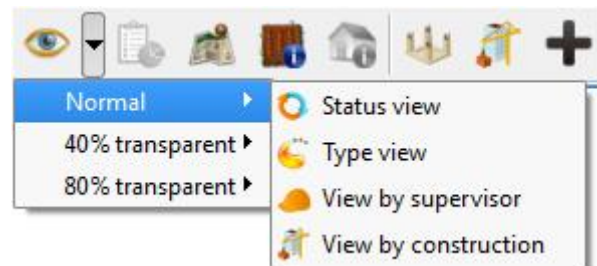 Normal
40% transparent
80% transparent
Status view
Type view
View by supervisor
View by construction